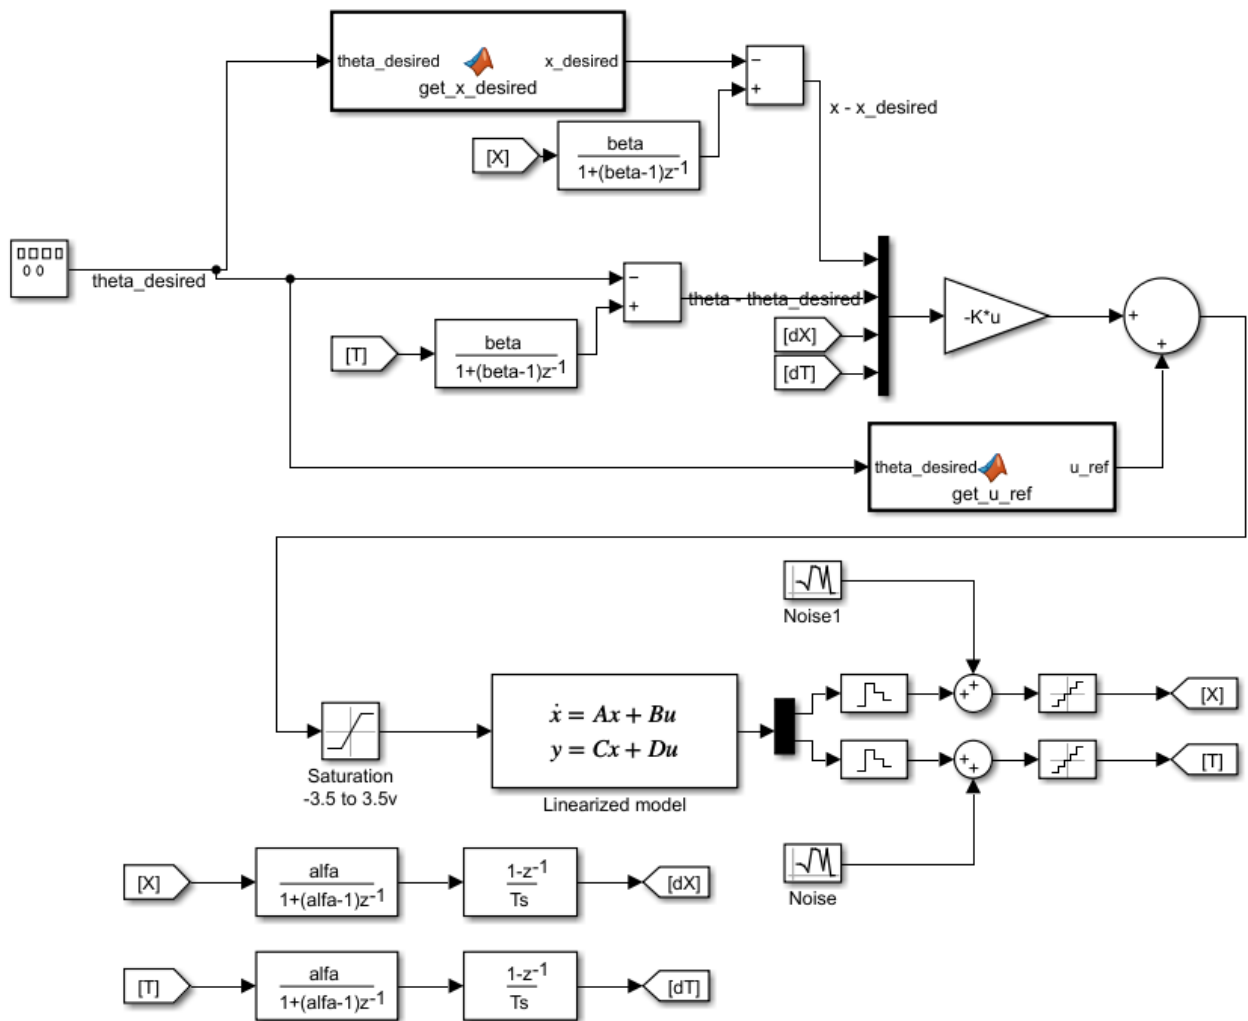 theta_desired
x_desired
get_x_desired
−
+
x - x_desired
[X]
beta
1+(beta-1)z-1
theta_desired
−
+
theta - theta_desired
[T]
beta
1+(beta-1)z-1
[dX]
[dT]
-K*u
+
+
theta_desired
u_ref
get_u_ref
Noise1
Saturation
-3.5 to 3.5v
ẋ = Ax + Bu
y = Cx + Du
Linearized model
+
+
[X]
+
+
[T]
Noise
[X]
alfa
1+(alfa-1)z-1
1-z-1
Ts
[dX]
[T]
alfa
1+(alfa-1)z-1
1-z-1
Ts
[dT]